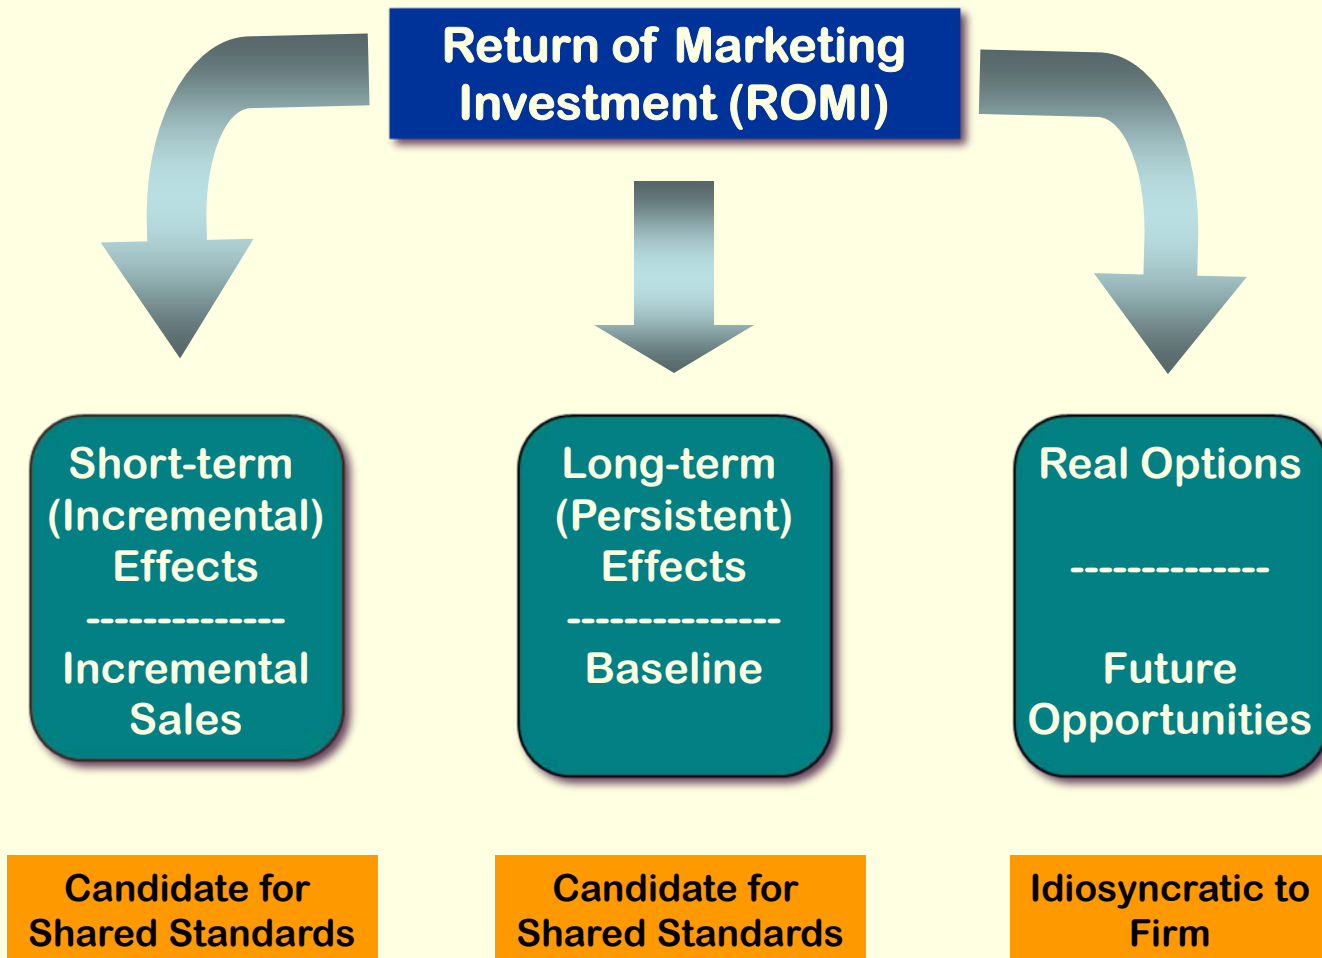 Return of Marketing
Investment (ROMI)
Short-term
(Incremental)
Effects
--------------
Incremental
Sales
Long-term
(Persistent)
Effects
---------------
Baseline
Real Options
--------------
Future
Opportunities
Candidate for
Shared Standards
Candidate for
Shared Standards
Idiosyncratic to
Firm